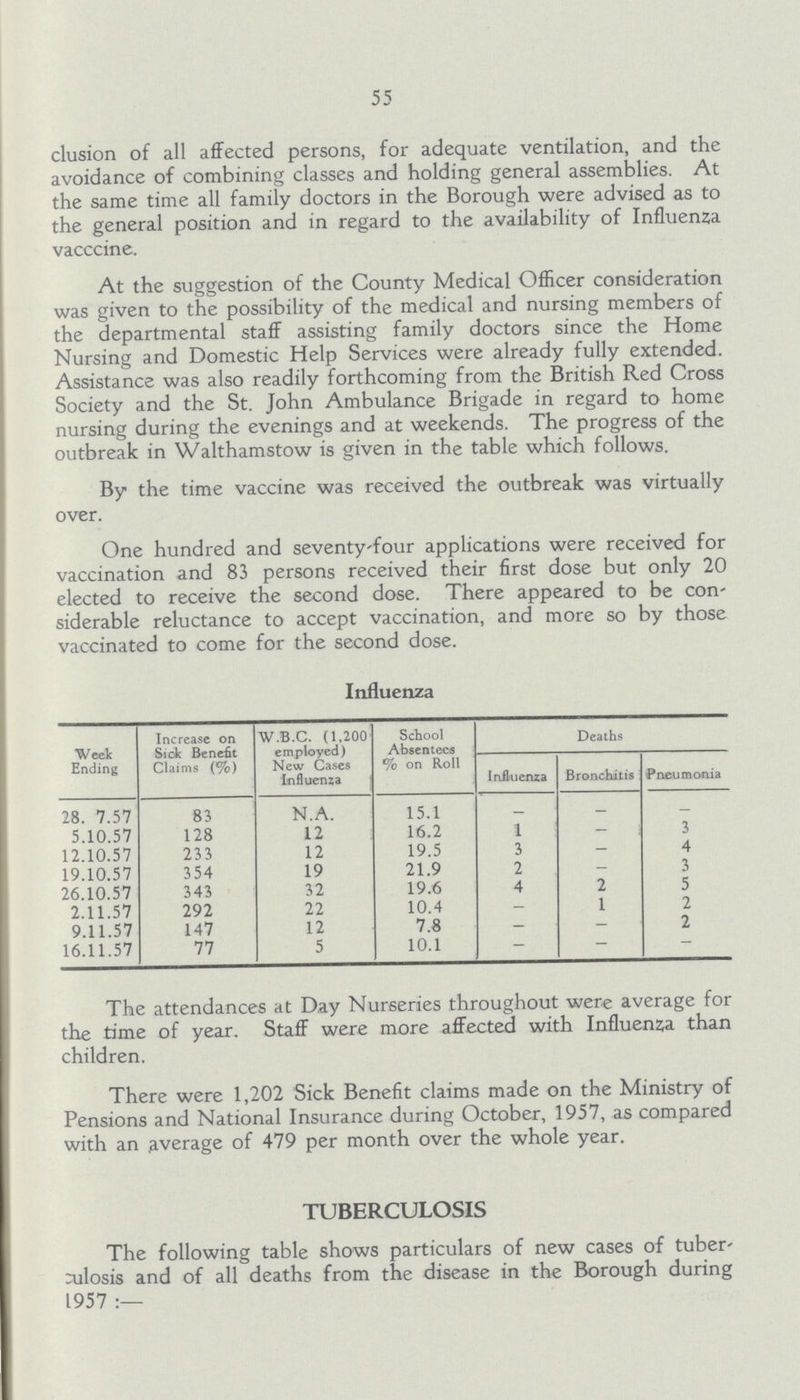 55
clusion of all affected persons, for adequate ventilation, and the
avoidance of combining classes and holding general assemblies. At
the same time all family doctors in the Borough were advised as to
the general position and in regard to the availability of Influenza
vacccine.
At the suggestion of the County Medical Officer consideration
was given to the possibility of the medical and nursing members of
the departmental staff assisting family doctors since the Home
Nursing and Domestic Help Services were already fully extended.
Assistance was also readily forthcoming from the British Red Cross
Society and the St. John Ambulance Brigade in regard to home
nursing during the evenings and at weekends. The progress of the
outbreak in Walthamstow is given in the table which follows.
By the time vaccine was received the outbreak was virtually
over.
One hundred and seventy-four applications were received for
vaccination and 83 persons received their first dose but only 20
elected to receive the second dose. There appeared to be con-
siderable reluctance to accept vaccination, and more so by those
vaccinated to come for the second dose.
Influenza
Week Ending | Increase on Sick Benefit Claims (%) | W.B.C. (1,200 employed) New Cases Influenza | School Absentees % on Roll | Deaths
Influenza | Bronchitis | Pneumonia
28. 7.57 | 83 | N.A. | 15.1 | — | — | —
5.10.57 | 128 | 12 | 16.2 | 1 | — | 3
12.10.57 | 233 | 12 | 19.5 | 3 | — | 4
19.10.57 | 354 | 19 | 21.9 | 2 | — | 3
26.10.57 | 343 | 32 | 19.6 | 4 | 2 | 5
2.11.57 | 292 | 22 | 10.4 | — | 1 | 2
9.11.57 | 147 | 12 | 7.8 | — | — | 2
16.11.57 | 77 | 5 | 10.1 | — | — | —
The attendances at Day Nurseries throughout were average for
the time of year. Staff were more affected with Influenza than
children.
There were 1,202 Sick Benefit claims made on the Ministry of
Pensions and National Insurance during October, 1957, as compared
with an average of 479 per month over the whole year.
TUBERCULOSIS
The following table shows particulars of new cases of tuber-
culosis and of all deaths from the disease in the Borough during
1957 :—